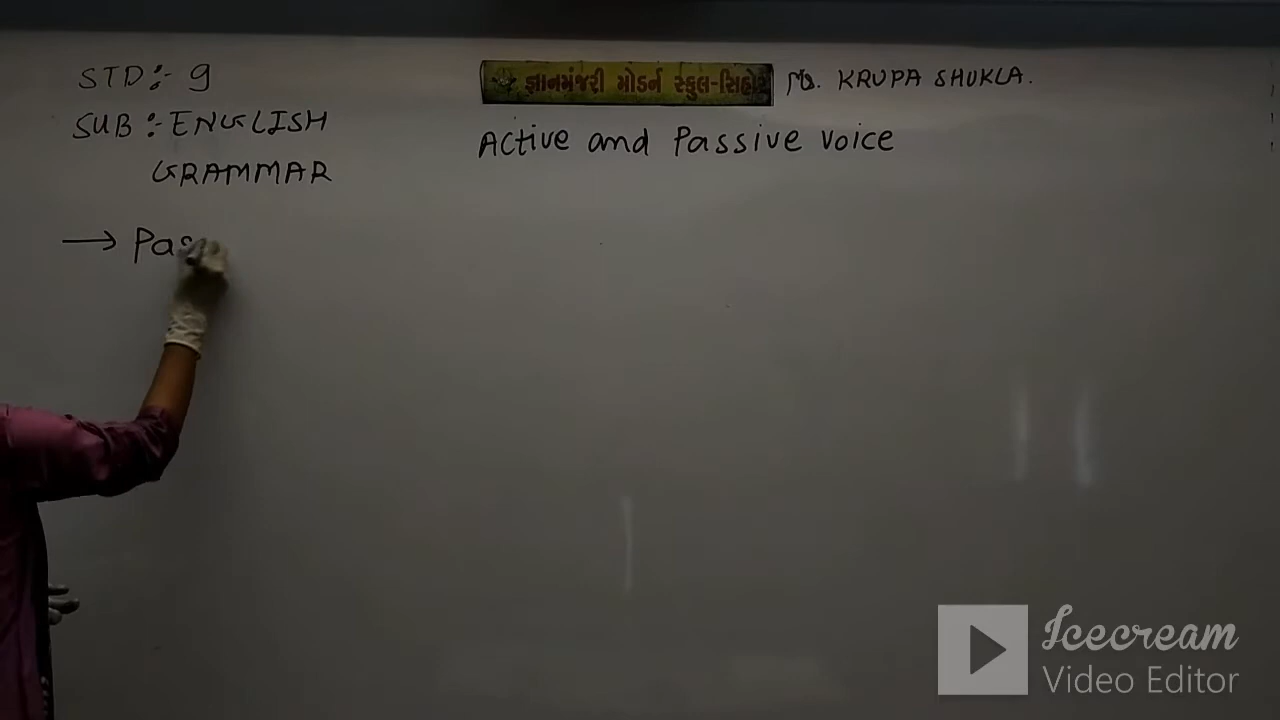 STD :- 9
જ્ઞાનમંજરી મોડર્ન સ્કુલ-સિહોર
KRUPA SHUKLA.
SUB :- ENGLISH
GRAMMAR
Active and Passive voice
→ Pas
Icecream
Video Editor